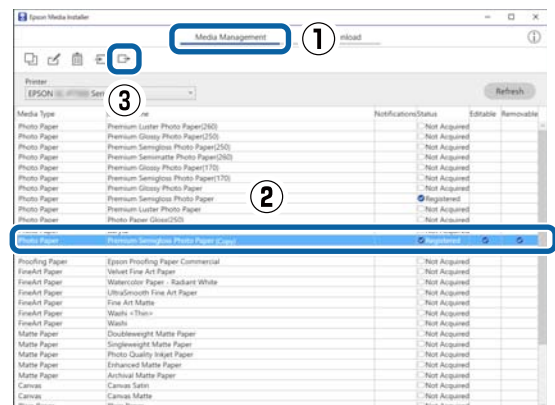 Epson Media Installer
Media Management
nload
①
Printer
EPSON
Seri
Refresh
③
Media Type
Notifications Status Editable Removable
Photo Paper Premium Luster Photo Paper(260) Not Acquired
Photo Paper Premium Glossy Photo Paper(250) Not Acquired
Photo Paper Premium Semigloss Photo Paper(250) Not Acquired
Photo Paper Premium Semimatte Photo Paper(260) Not Acquired
Photo Paper Premium Glossy Photo Paper(170) Not Acquired
Photo Paper Premium Semigloss Photo Paper(170) Not Acquired
Photo Paper Premium Glossy Photo Paper Not Acquired
Photo Paper Premium Semigloss Photo Paper Registered
②
Photo Paper Premium Luster Photo Paper Not Acquired
Photo Paper Photo Paper Gloss(250) Not Acquired
Photo Paper Premium Semigloss Photo Paper (Copy) Registered
Proofing Paper Epson Proofing Paper Commercial Not Acquired
FineArt Paper Velvet Fine Art Paper Not Acquired
FineArt Paper Watercolor Paper - Radiant White Not Acquired
FineArt Paper UltraSmooth Fine Art Paper Not Acquired
FineArt Paper Fine Art Matte Not Acquired
FineArt Paper Washi <Thin> Not Acquired
FineArt Paper Washi Not Acquired
Matte Paper Doubleweight Matte Paper Not Acquired
Matte Paper Singleweight Matte Paper Not Acquired
Matte Paper Photo Quality Inkjet Paper Not Acquired
Matte Paper Enhanced Matte Paper Not Acquired
Matte Paper Archival Matte Paper Not Acquired
Canvas Canvas Satin Not Acquired
Canvas Canvas Matte Not Acquired